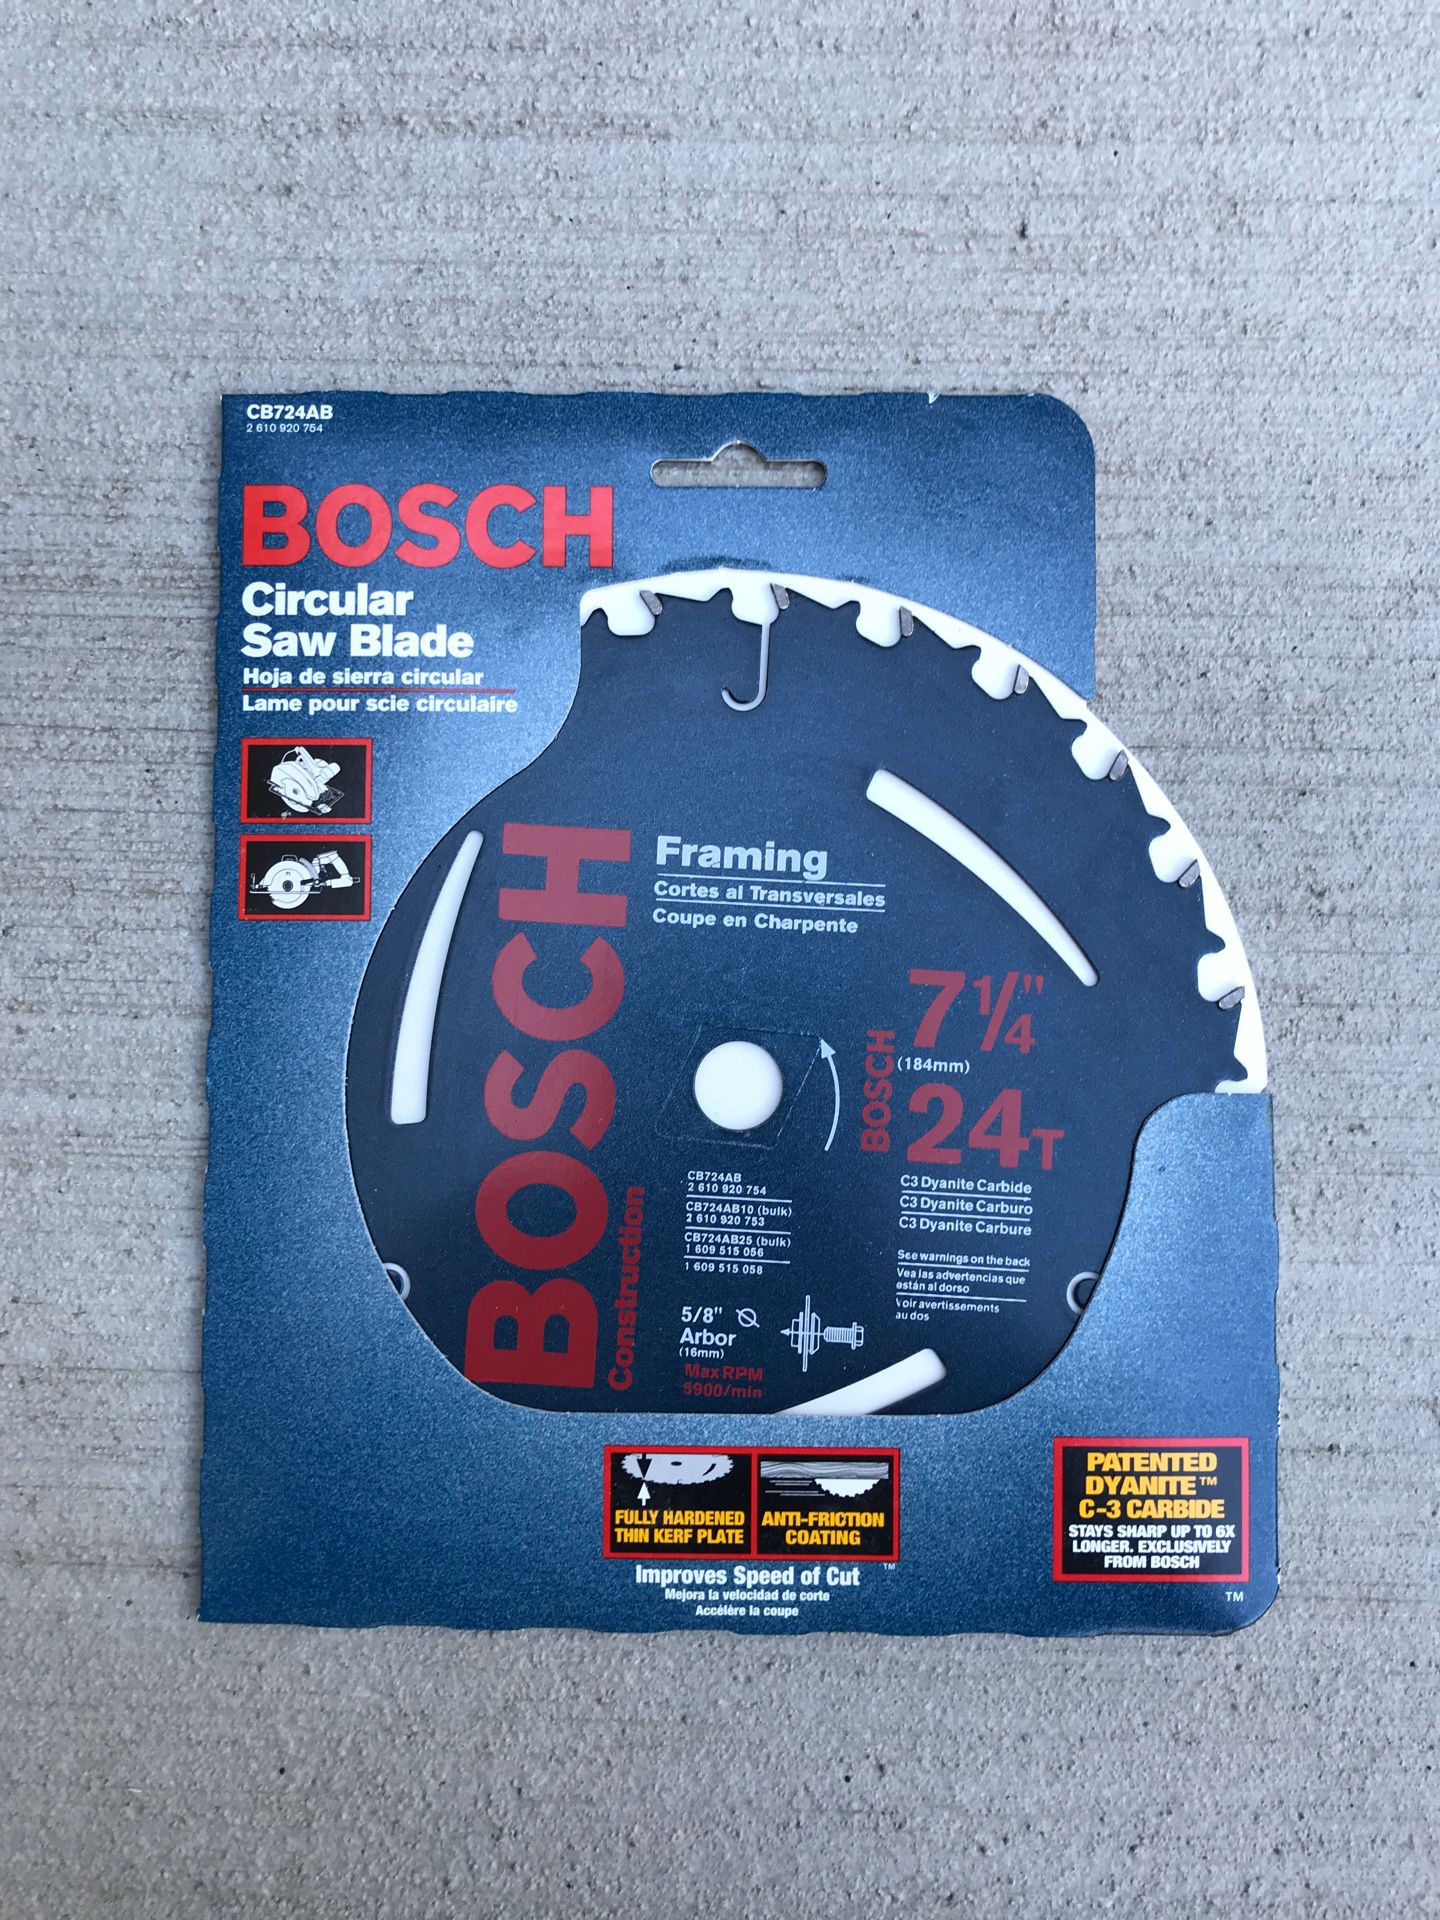 CB724AB
2 610 920 754
BOSCH
Circular
Saw Blade
Hoja de sierra circular
Lame pour scie circulaire
BOSCH
Construction
Framing
Cortes al Transversales
Coupe en Charpente
BOSCH
7 1/4"
(184mm)
24T
C3 Dyanite Carbide
C3 Dyanite Carburo
C3 Dyanite Carbure
See warnings on the back
Vea las advertencias que
están al dorso
Voir avertissements
au dos
CB724AB
2 610 920 754
CB724AB10 (bulk)
2 610 920 753
CB724AB25 (bulk)
1 609 515 056
1 609 515 058
5/8" Ø
Arbor
(16mm)
Max RPM
5900/min
FULLY HARDENED
THIN KERF PLATE
ANTI-FRICTION
COATING
TM
Improves Speed of Cut
Mejora la velocidad de corte
Accélère la coupe
PATENTED
DYANITE™
C-3 CARBIDE
STAYS SHARP UP TO 6X
LONGER. EXCLUSIVELY
FROM BOSCH
TM